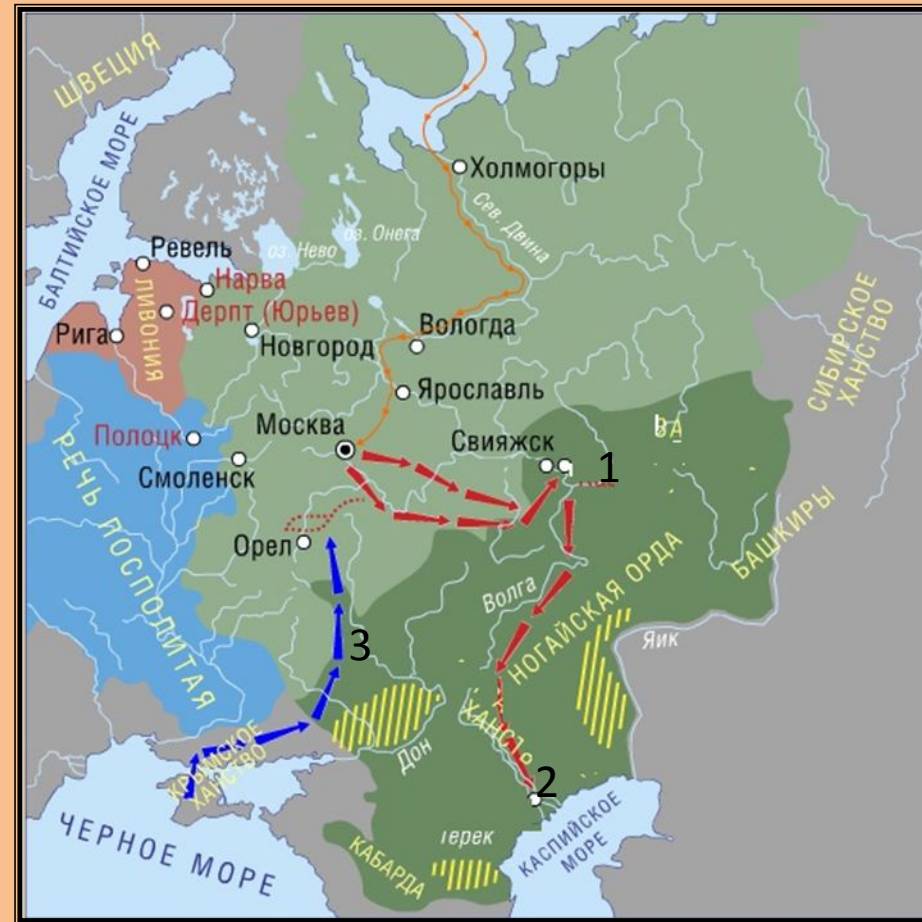 ШВЕЦИЯ
БАЛТИЙСКОЕ МОРЕ
Холмогоры
Сев. Двина
оз. Онега
оз. Нево
Ревель
Нарва
ЛИВОНИЯ
Дерпт (Юрьев)
Рига
Новгород
Вологда
Ярославль
СИБИРСКОЕ
ХАНСТВО
Москва
Полоцк
Смоленск
Свияжск
1
РЕЧЬ ПОСПОДИТАЯ
Орел
БАШКИРЫ
Волга
НОГАЙСКАЯ ОРДА
Яик
3
КРЫМСКОЕ
ХАНСТВО
Дон
2
ЧЕРНОЕ МОРЕ
КАБАРДА
КАСПИЙСКОЕ
МОРЕ